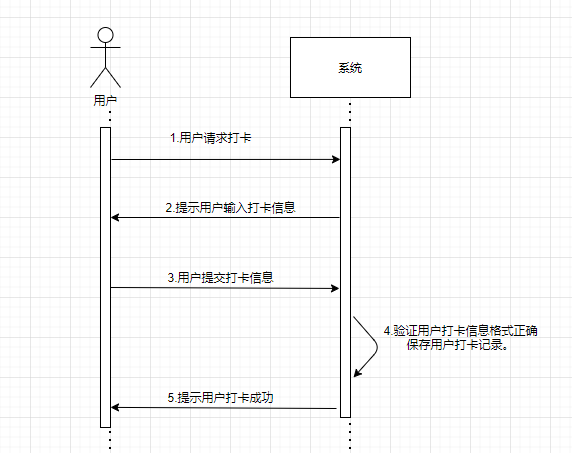 用户
系统
1.用户请求打卡
2.提示用户输入打卡信息
3.用户提交打卡信息
4.验证用户打卡信息格式正确
保存用户打卡记录。
5.提示用户打卡成功